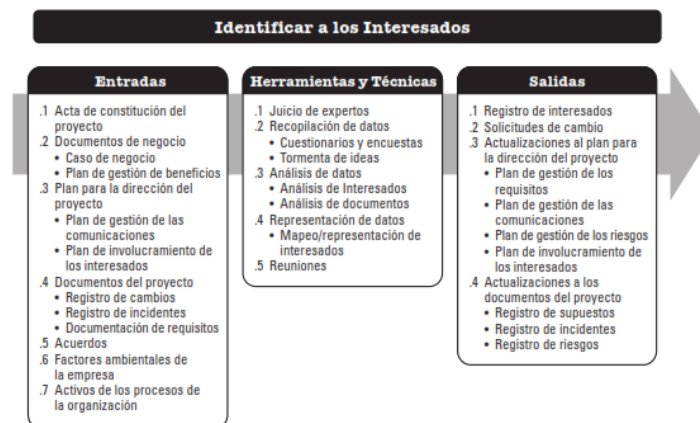 Identificar a los Interesados
Entradas
.1 Acta de constitución del
proyecto
.2 Documentos de negocio
• Caso de negocio
• Plan de gestión de beneficios
.3 Plan para la dirección del
proyecto
• Plan de gestión de las
comunicaciones
• Plan de involucramiento de
los interesados
.4 Documentos del proyecto
• Registro de cambios
• Registro de incidentes
• Documentación de requisitos
.5 Acuerdos
.6 Factores ambientales de
la empresa
.7 Activos de los procesos de
la organización
Herramientas y Técnicas
.1 Juicio de expertos
.2 Recopilación de datos
• Cuestionarios y encuestas
• Tormenta de ideas
.3 Análisis de datos
• Análisis de Interesados
• Análisis de documentos
.4 Representación de datos
• Mapeo/representación de
interesados
.5 Reuniones
Salidas
.1 Registro de interesados
.2 Solicitudes de cambio
.3 Actualizaciones al plan para
la dirección del proyecto
• Plan de gestión de los
requisitos
• Plan de gestión de las
comunicaciones
• Plan de gestión de los riesgos
• Plan de involucramiento de
los interesados
.4 Actualizaciones a los
documentos del proyecto
• Registro de supuestos
• Registro de incidentes
• Registro de riesgos